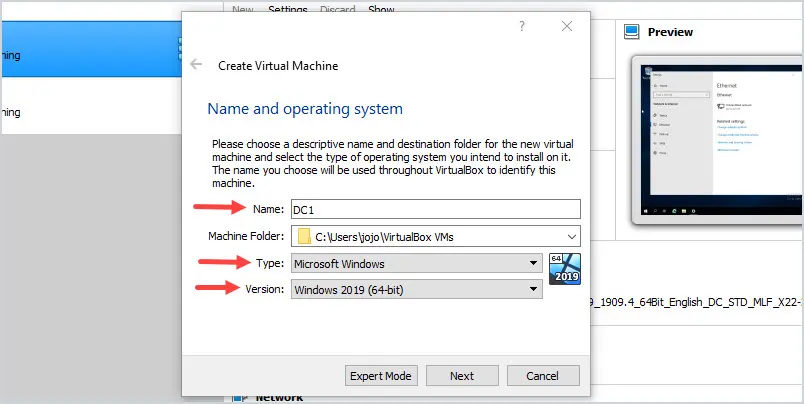 New Settings Discard Show
ning
ning
?
Create Virtual Machine
Name and operating system
Please choose a descriptive name and destination folder for the new virtual
machine and select the type of operating system you intend to install on it.
The name you choose will be used throughout VirtualBox to identify this
machine.
Name: DC1
Machine Folder: C:\Users\jojo\VirtualBox VMs
Type: Microsoft Windows
Version: Windows 2019 (64-bit)
64
2019
Expert Mode Next Cancel
Preview
Ethernet
Ethernet
Related settings
9_1909.4_64Bit_English_DC_STD_MLF_X22-
Network